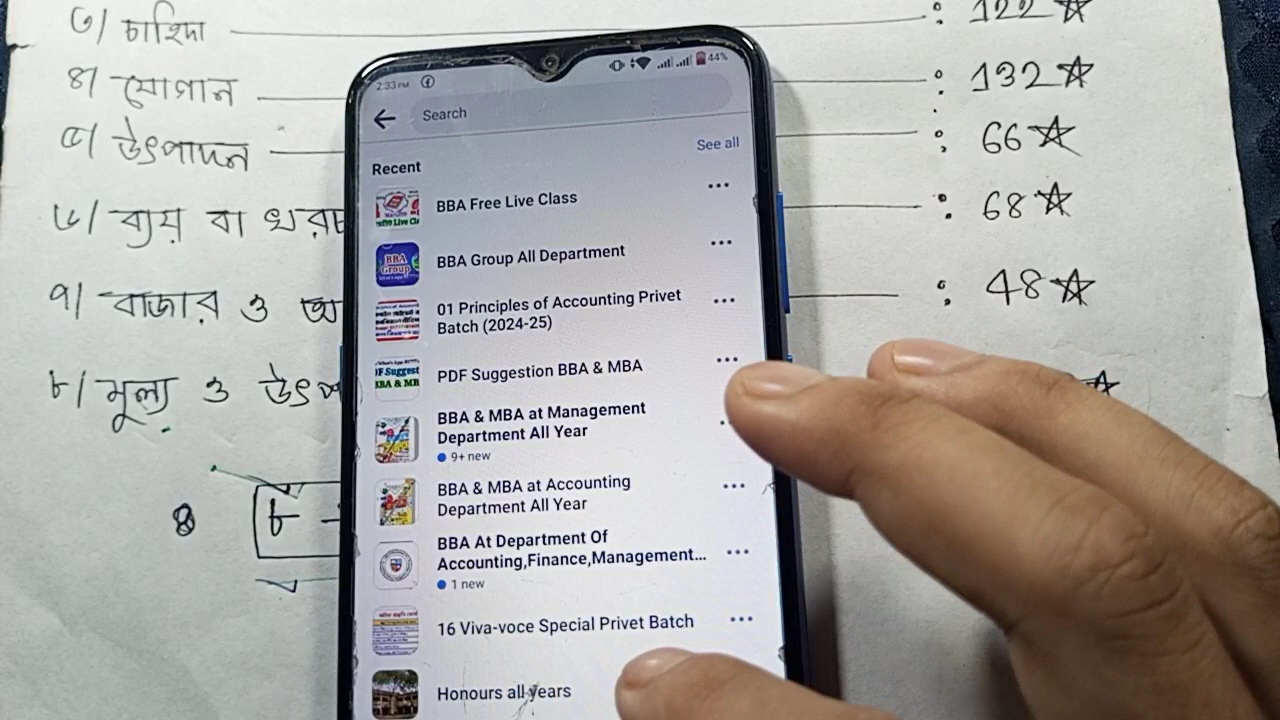 ৩/ চাহিদা : 122 ☆
৪/ যোগান : 132 ☆
৫/ উৎপাদন : 66 ☆
৬/ ব্যয় বা খরচ : 68 ☆
৭/ বাজার ও : 48 ☆
৮/ মূল্য ও উৎপ
2:33 PM 44%
Search
See all
Recent
BBA Free Live Class
BBA Group All Department
01 Principles of Accounting Privet
Batch (2024-25)
PDF Suggestion BBA & MBA
BBA & MBA at Management
Department All Year
9+ new
BBA & MBA at Accounting
Department All Year
BBA At Department Of
Accounting,Finance,Management...
1 new
16 Viva-voce Special Privet Batch
Honours all years